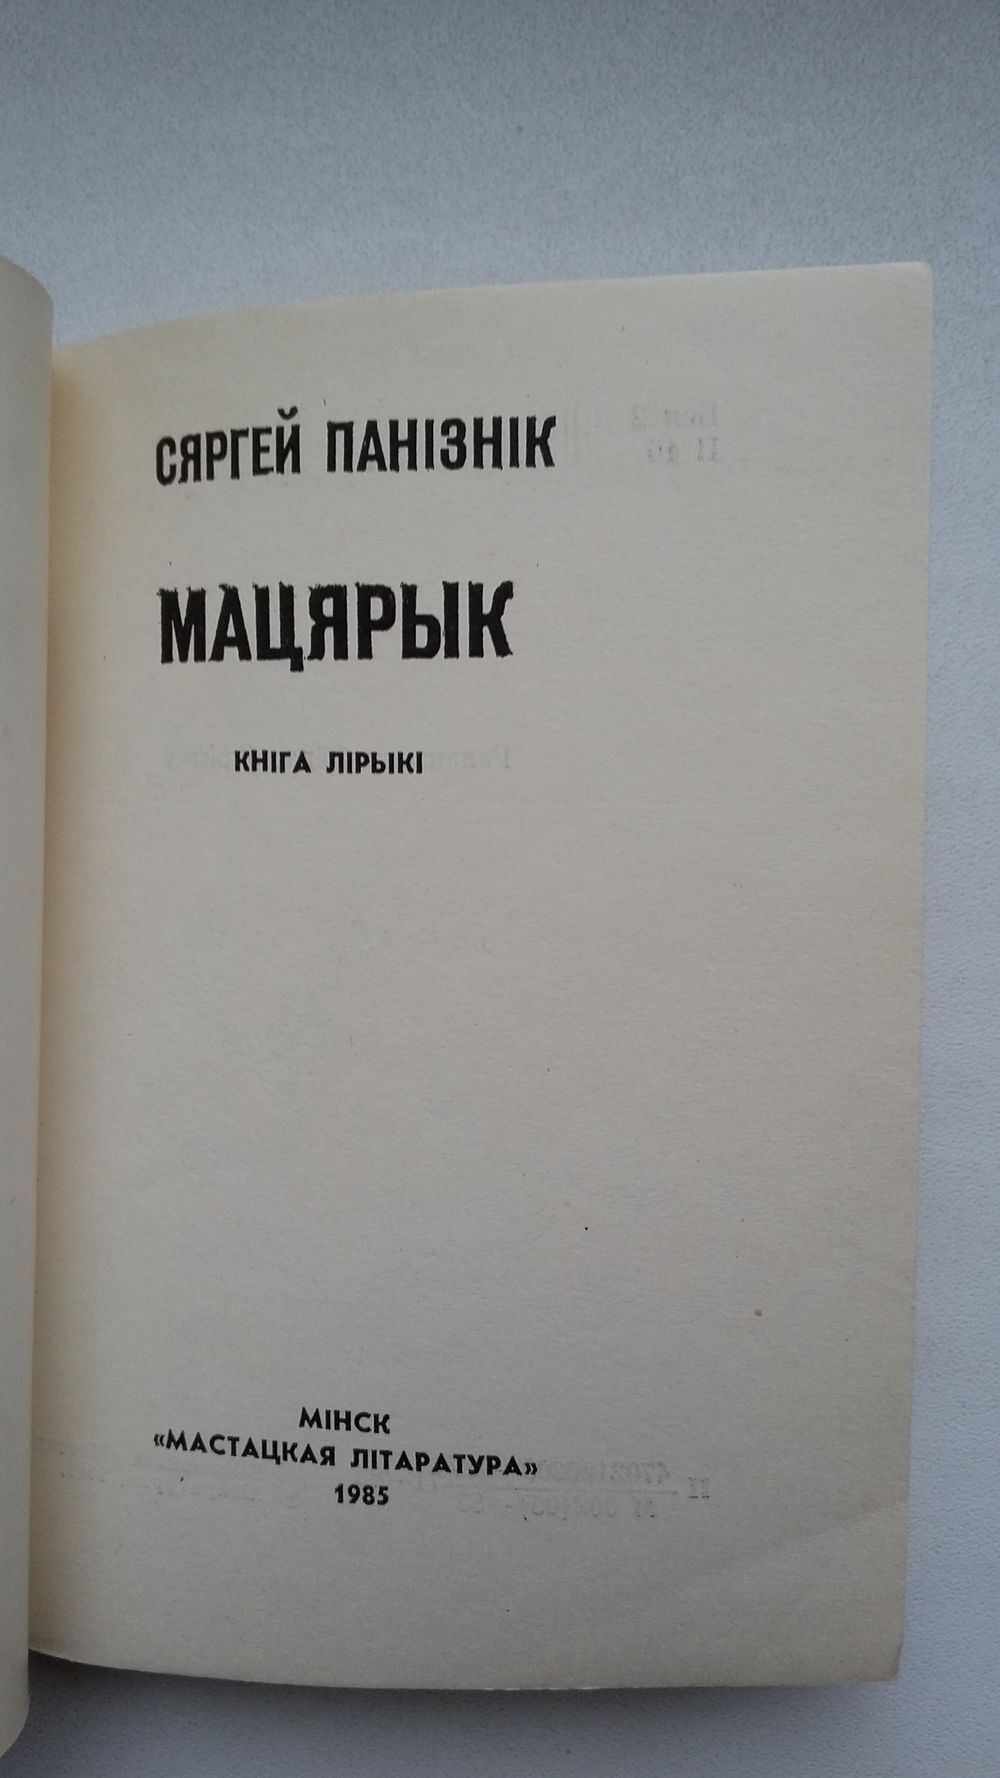 СЯРГЕЙ ПАНІЗНІК
МАЦЯРЫК
КНІГА ЛІРЫКІ
МІНСК
«МАСТАЦКАЯ ЛІТАРАТУРА»
1985